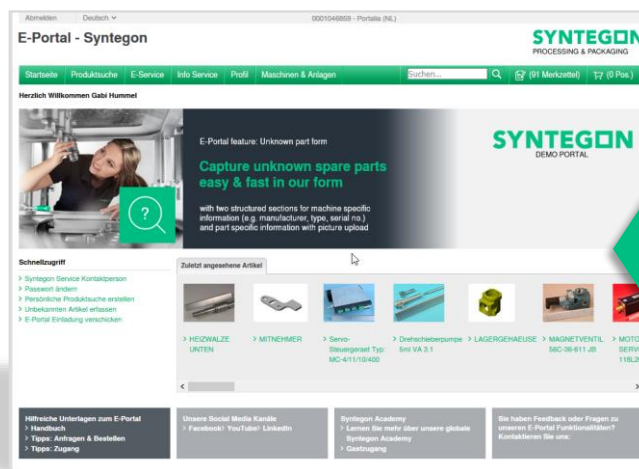 Abmelden Deutsch
0001046859 - Portalia (NL)
E-Portal - Syntegon
SYNTEGON
PROCESSING & PACKAGING
Startseite Produktsuche E-Service Info Service Profil Maschinen & Anlagen Suchen... (91 Merkzettel) (0 Pos.)
Herzlich Willkommen Gabi Hummel
E-Portal feature: Unknown part form
Capture unknown spare parts
easy & fast in our form
with two structured sections for machine specific
information (e.g. manufacturer, type, serial no.)
and part specific information with picture upload
SYNTEGON
DEMO PORTAL
?
Schnellzugriff
> Syntegon Service Kontaktperson
> Passwort ändern
> Persönliche Produktsuche erstellen
> Unbekannten Artikel erfassen
> E-Portal Einladung verschicken
Zuletzt angesehene Artikel
> HEIZWALZE
UNTEN
> MITNEHMER
> Servo-
Steuergeraet Typ:
MC-4/11/10/400
> Drehschieberpumpe
5ml VA 3.1
> LAGERGEHAEUSE
> MAGNETVENTIL
56C-36-611 JB
> MOTO
SERV
118L2
Hilfreiche Unterlagen zum E-Portal
> Handbuch
> Tipps: Anfragen & Bestellen
> Tipps: Zugang
Unsere Social Media Kanäle
> Facebook> YouTube> LinkedIn
Syntegon Academy
> Lernen Sie mehr über unsere globale
Syntegon Academy
> Gastzugang
Sie haben Feedback oder Fragen zu
unseren E-Portal Funktionalitäten?
Kontaktieren Sie uns: